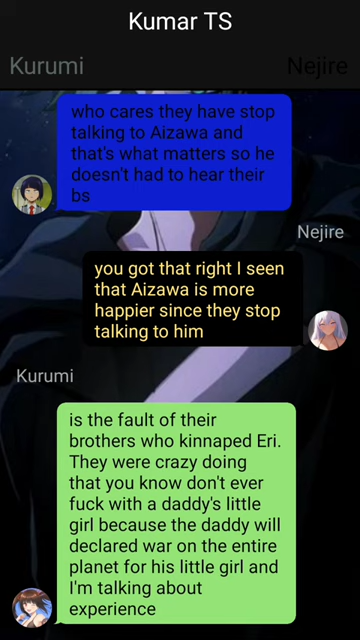 Kumar TS
Kurumi
Nejire
who cares they have stop
talking to Aizawa and
that's what matters so he
doesn't had to hear their
bs
Nejire
you got that right I seen
that Aizawa is more
happier since they stop
talking to him
Kurumi
is the fault of their
brothers who kinnaped Eri.
They were crazy doing
that you know don't ever
fuck with a daddy's little
girl because the daddy will
declared war on the entire
planet for his little girl and
I'm talking about
experience